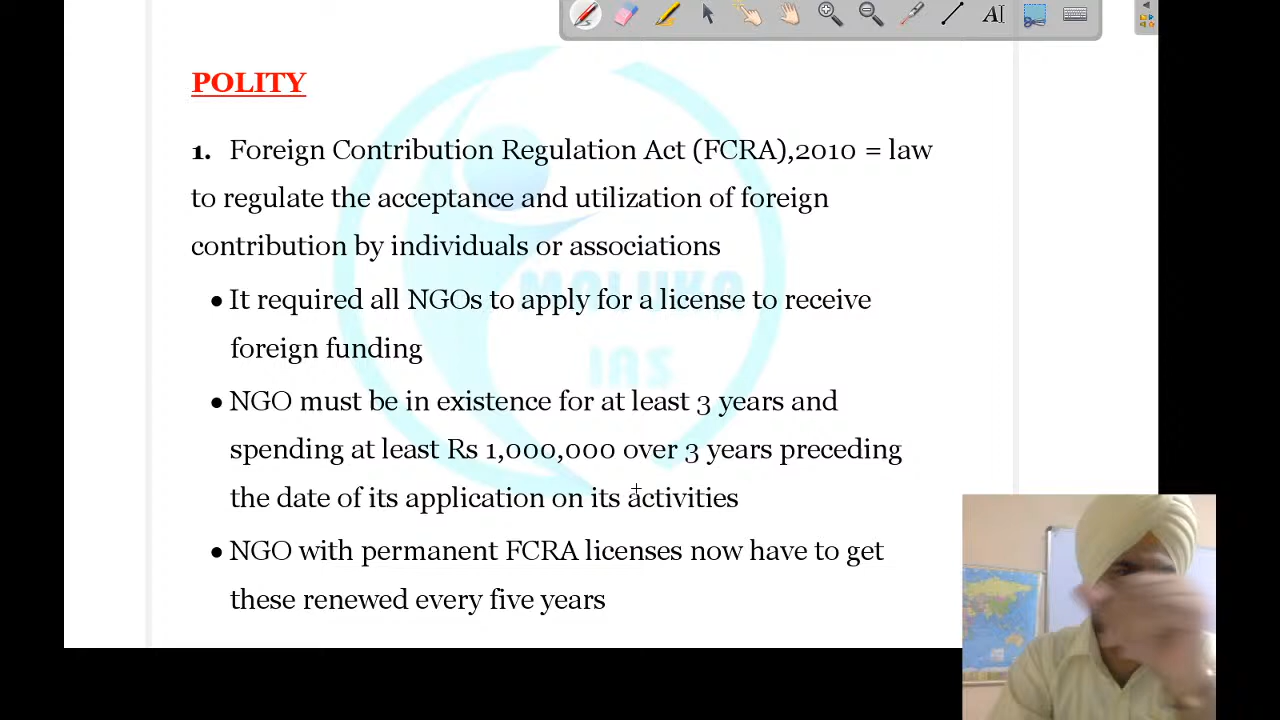 POLITY
1. Foreign Contribution Regulation Act (FCRA),2010 = law
to regulate the acceptance and utilization of foreign
contribution by individuals or associations
• It required all NGOs to apply for a license to receive
foreign funding
• NGO must be in existence for at least 3 years and
spending at least Rs 1,000,000 over 3 years preceding
the date of its application on its activities
• NGO with permanent FCRA licenses now have to get
these renewed every five years
MALUKA
IAS